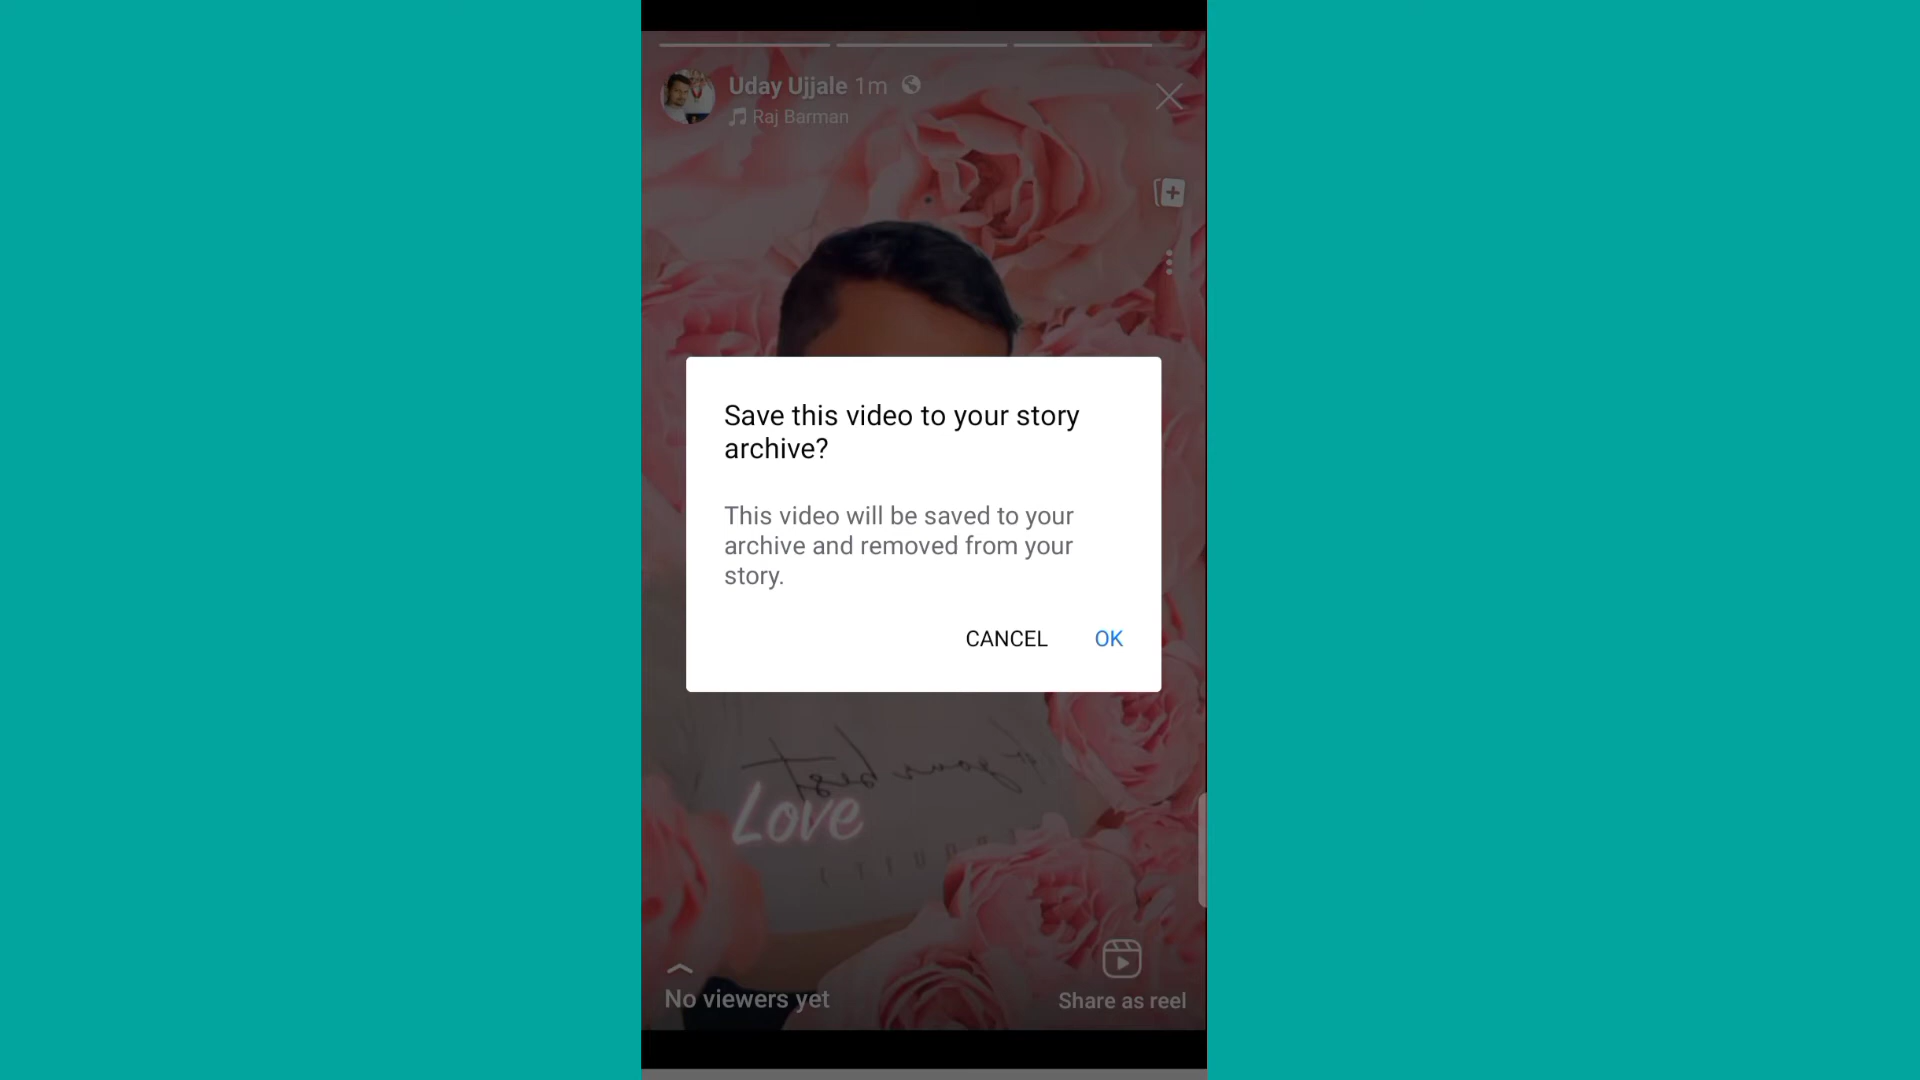 Uday Ujjale 1m
Raj Barman
Save this video to your story
archive?
This video will be saved to your
archive and removed from your
story.
CANCEL OK
Love
No viewers yet
Share as reel